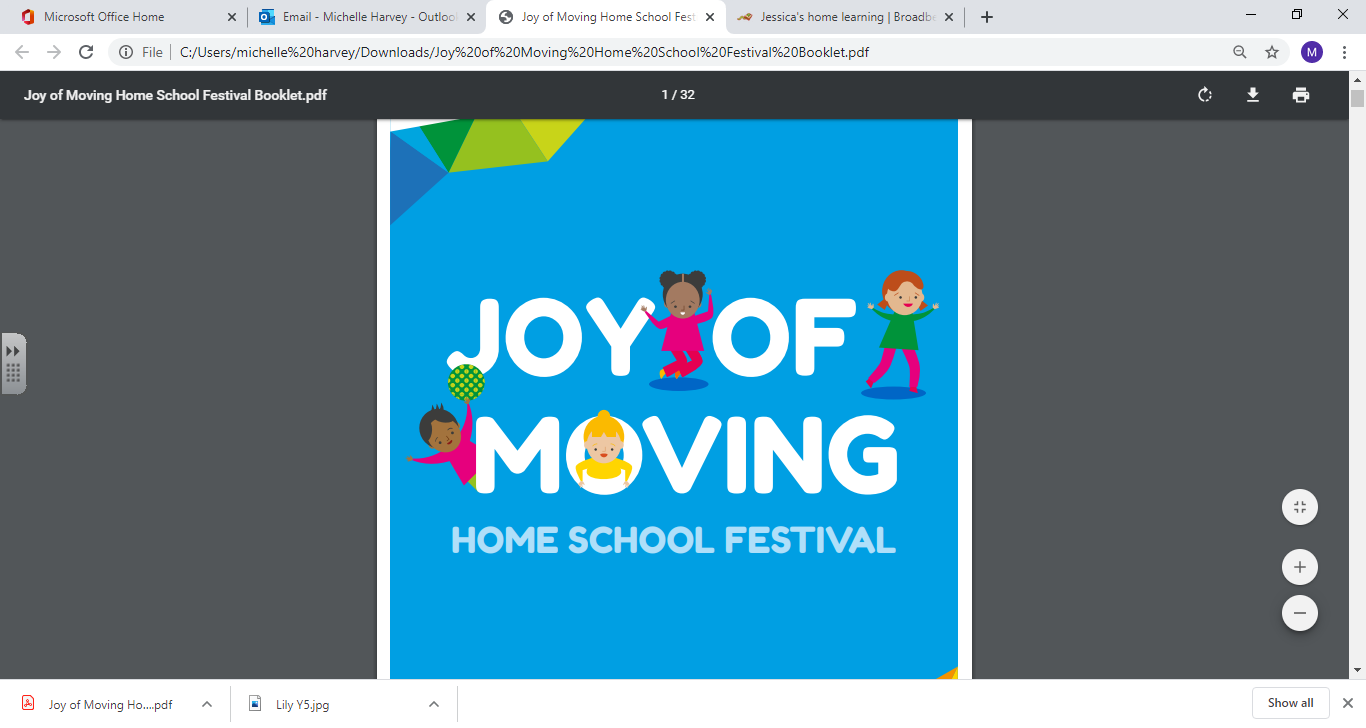 Microsoft Office Home
Email - Michelle Harvey - Outloo
Joy of Moving Home School Fest
Jessica's home learning | Broadbe
File
C:/Users/michelle%20harvey/Downloads/Joy%20of%20Moving%20Home%20School%20Festival%20Booklet.pdf
M
Joy of Moving Home School Festival Booklet.pdf
1 / 32
JOY OF
MOVING
HOME SCHOOL FESTIVAL
Joy of Moving Ho....pdf
Lily Y5.jpg
Show all